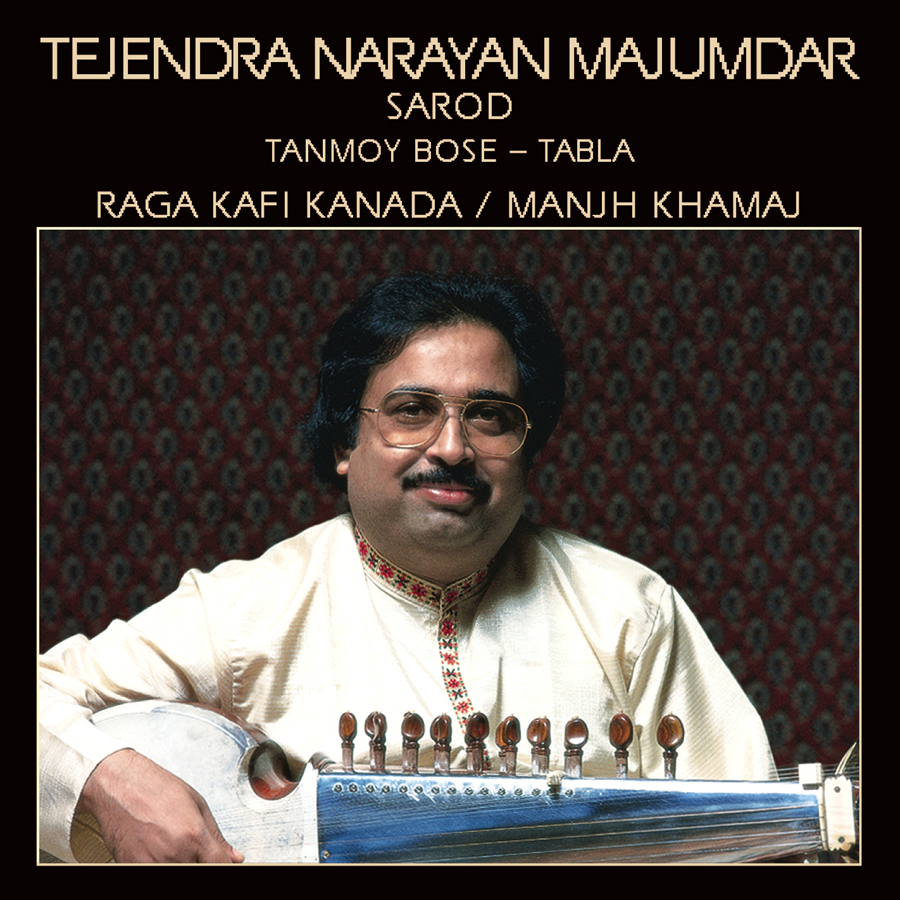 TEJENDRA NARAYAN MAJUMDAR
SAROD
TANMOY BOSE – TABLA
RAGA KAFI KANADA / MANJH KHAMAJ